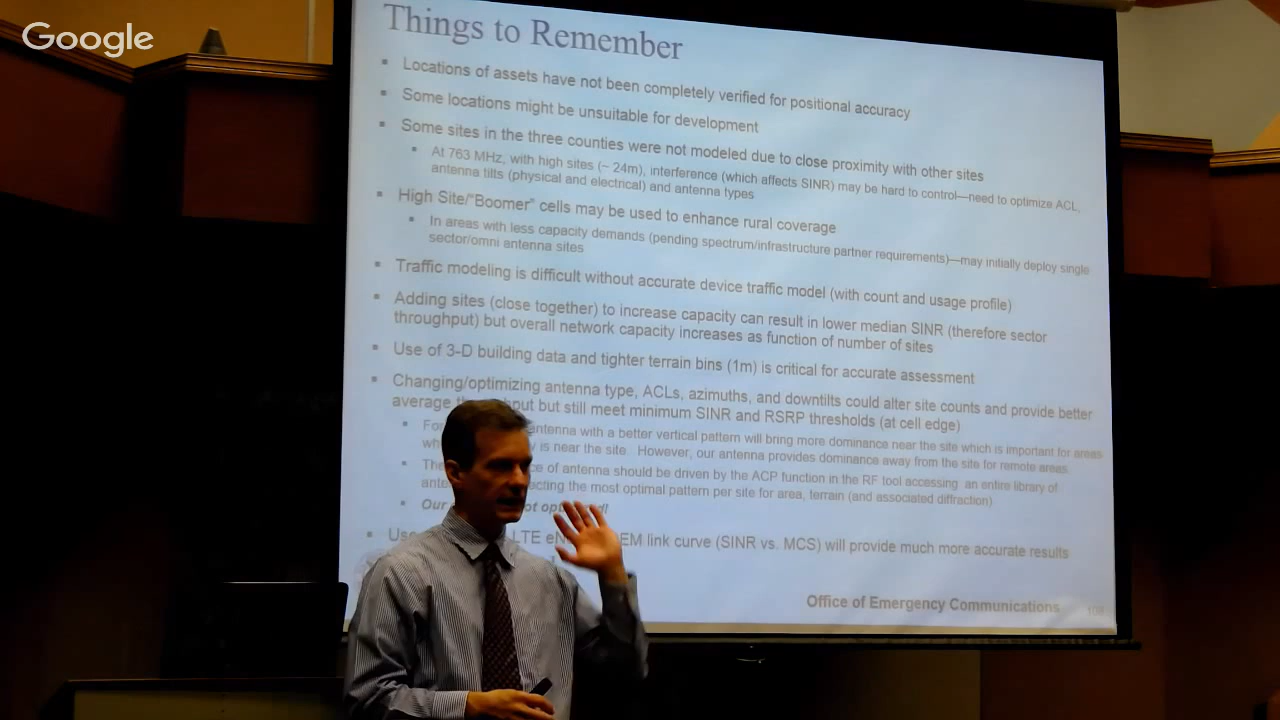 Google
Things to Remember
Locations of assets have not been completely verified for positional accuracy
Some locations might be unsuitable for development
Some sites in the three counties were not modeled due to close proximity with other sites
At 763 MHz, with high sites (~ 24m), interference (which affects SINR) may be hard to control—need to optimize ACL,
antenna tilts (physical and electrical) and antenna types
High Site/"Boomer" cells may be used to enhance rural coverage
In areas with less capacity demands (pending spectrum/infrastructure partner requirements)—may initially deploy single
sector/omni antenna sites
Traffic modeling is difficult without accurate device traffic model (with count and usage profile)
Adding sites (close together) to increase capacity can result in lower median SINR (therefore sector
throughput) but overall network capacity increases as function of number of sites
Use of 3-D building data and tighter terrain bins (1m) is critical for accurate assessment
Changing/optimizing antenna type, ACLs, azimuths, and downtilts could alter site counts and provide better
average but still meet minimum SINR and RSRP thresholds (at cell edge)
antenna with a better vertical pattern will bring more dominance near the site which is important for areas
is near the site. However, our antenna provides dominance away from the site for remote areas
of antenna should be driven by the ACP function in the RF tool accessing an entire library of
the most optimal pattern per site for area, terrain (and associated diffraction)
Our
LTE link curve (SINR vs. MCS) will provide much more accurate results
Office of Emergency Communications